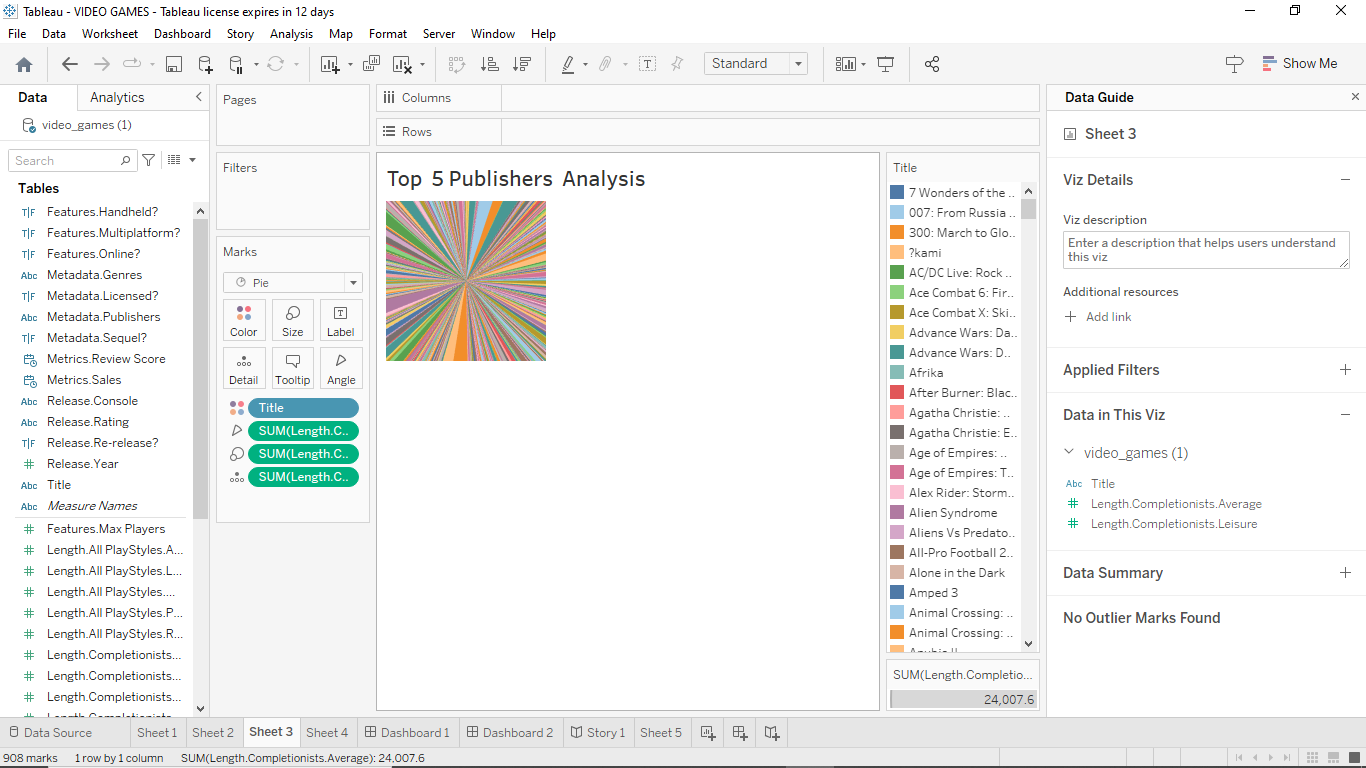 Tableau - VIDEO GAMES - Tableau license expires in 12 days
File Data Worksheet Dashboard Story Analysis Map Format Server Window Help
Standard
Show Me
Data Analytics
video_games (1)
Search
Tables
T|F Features.Handheld?
T|F Features.Multiplatform?
T|F Features.Online?
Abc Metadata.Genres
T|F Metadata.Licensed?
Abc Metadata.Publishers
T|F Metadata.Sequel?
Metrics.Review Score
Metrics.Sales
Abc Release.Console
Abc Release.Rating
T|F Release.Re-release?
# Release.Year
Abc Title
Abc Measure Names
# Features.Max Players
# Length.All PlayStyles.A...
# Length.All PlayStyles.L...
# Length.All PlayStyles....
# Length.All PlayStyles.P...
# Length.All PlayStyles.R...
# Length.Completionists...
# Length.Completionists...
# Length.Completionists...
Pages
Filters
Marks
Pie
Color Size Label
Detail Tooltip Angle
Title
SUM(Length.C..
SUM(Length.C..
SUM(Length.C..
Columns
Rows
Top 5 Publishers Analysis
Title
7 Wonders of the ..
007: From Russia ..
300: March to Glo..
?kami
AC/DC Live: Rock ..
Ace Combat 6: Fir..
Ace Combat X: Ski..
Advance Wars: Da..
Advance Wars: D..
Afrika
After Burner: Blac..
Agatha Christie: ..
Agatha Christie: E..
Age of Empires: ..
Age of Empires: T..
Alex Rider: Storm..
Alien Syndrome
Aliens Vs Predato..
All-Pro Football 2..
Alone in the Dark
Amped 3
Animal Crossing: ..
Animal Crossing: ..
SUM(Length.Completio...
24,007.6
Data Guide
Sheet 3
Viz Details
Viz description
Enter a description that helps users understand
this viz
Additional resources
Add link
Applied Filters
Data in This Viz
video_games (1)
Abc Title
# Length.Completionists.Average
# Length.Completionists.Leisure
Data Summary
No Outlier Marks Found
Data Source Sheet 1 Sheet 2 Sheet 3 Sheet 4 Dashboard 1 Dashboard 2 Story 1 Sheet 5
908 marks 1 row by 1 column SUM(Length.Completionists.Average): 24,007.6